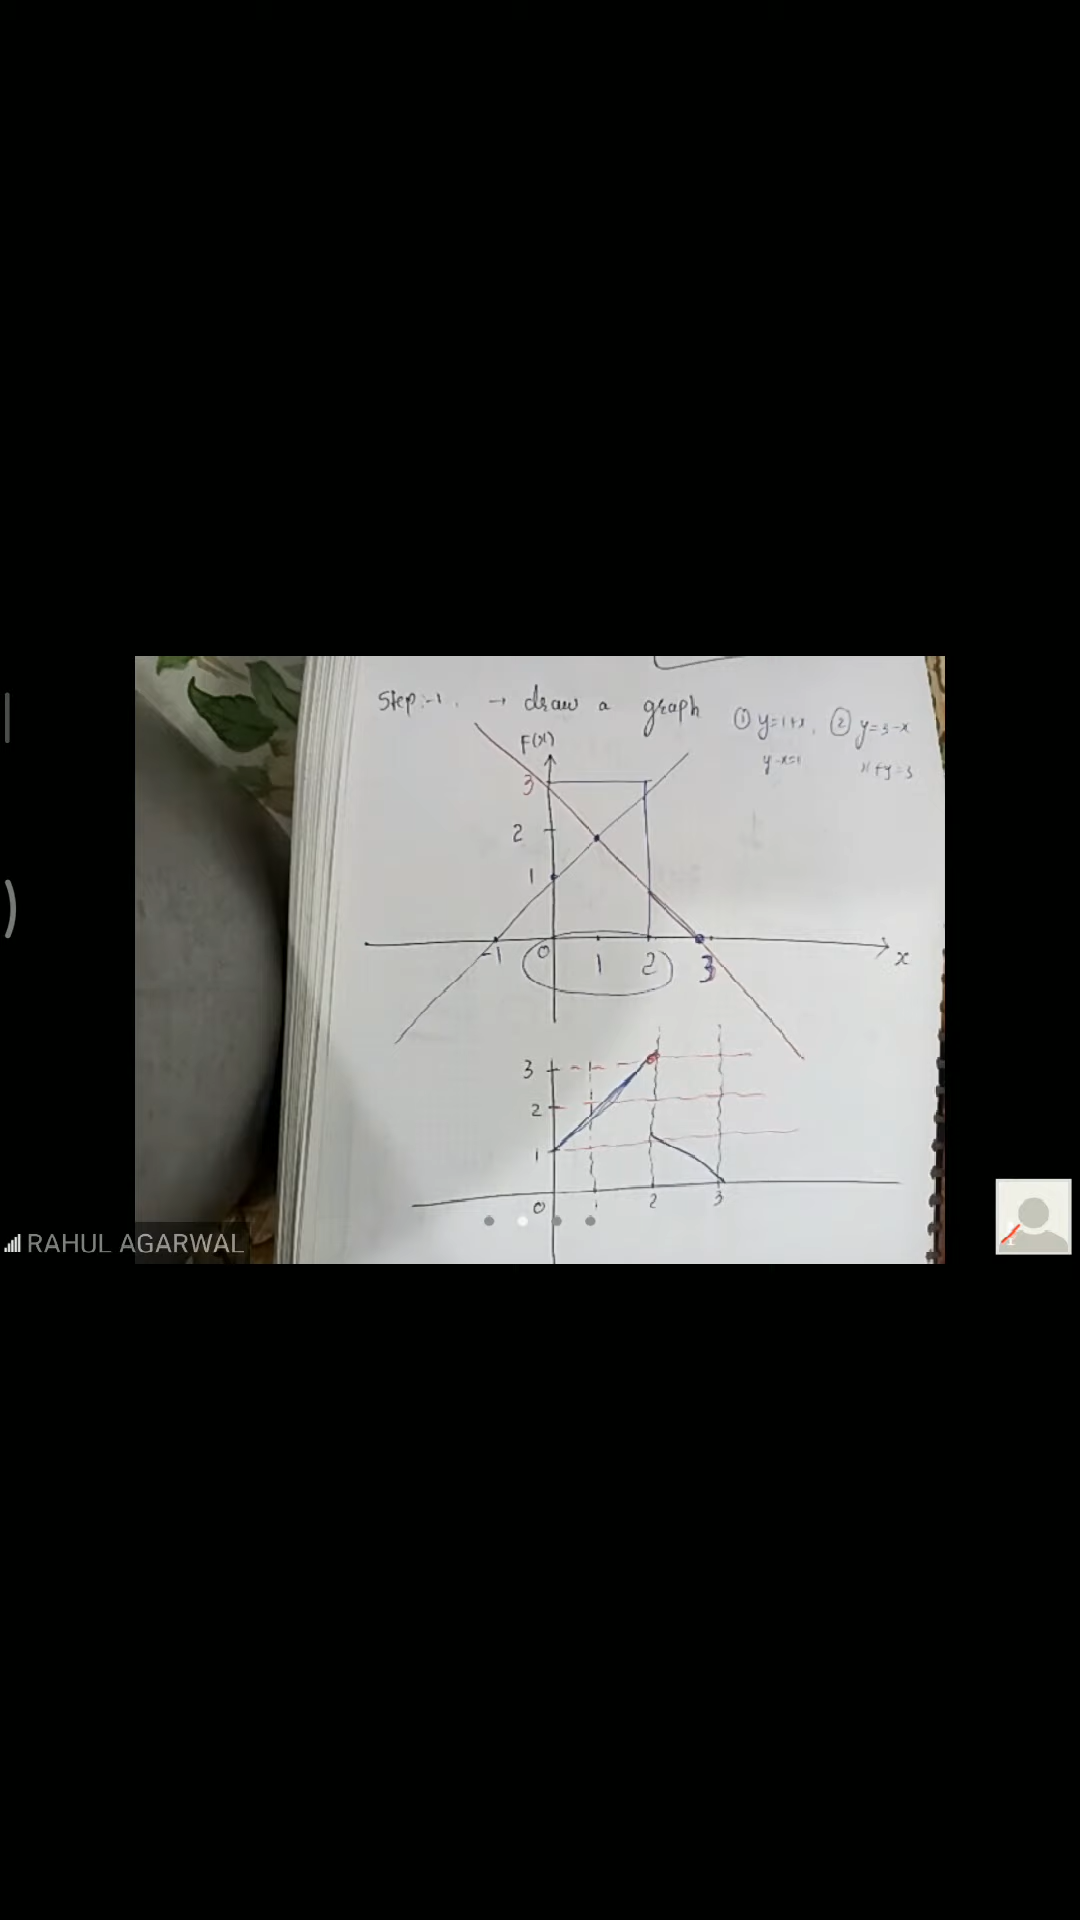 Step:-1. → draw a graph
① y=1+x, ② y=3-x
y-x=1 x+y=3
F(x)
3
2
1
-1 0 1 2 3 x
3
2
1
0 1 2 3
RAHUL AGARWAL